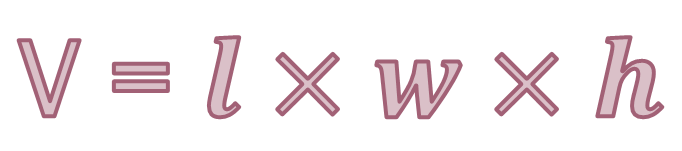 V = l × w × h